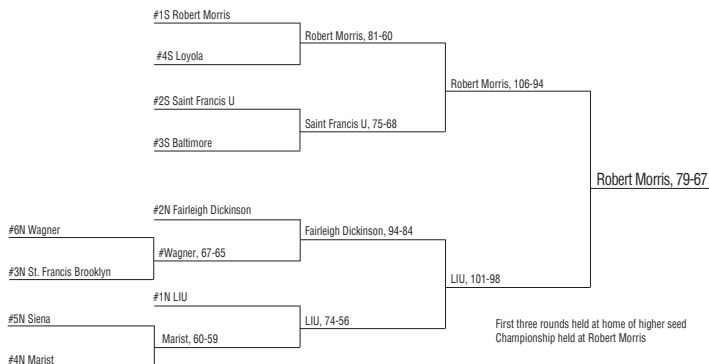 #1S Robert Morris
Robert Morris, 81-60
#4S Loyola
Robert Morris, 106-94
#2S Saint Francis U
Saint Francis U, 75-68
#3S Baltimore
Robert Morris, 79-67
#2N Fairleigh Dickinson
#6N Wagner
Fairleigh Dickinson, 94-84
#Wagner, 67-65
#3N St. Francis Brooklyn
LIU, 101-98
#1N LIU
#5N Siena
LIU, 74-56
Marist, 60-59
#4N Marist
First three rounds held at home of higher seed
Championship held at Robert Morris